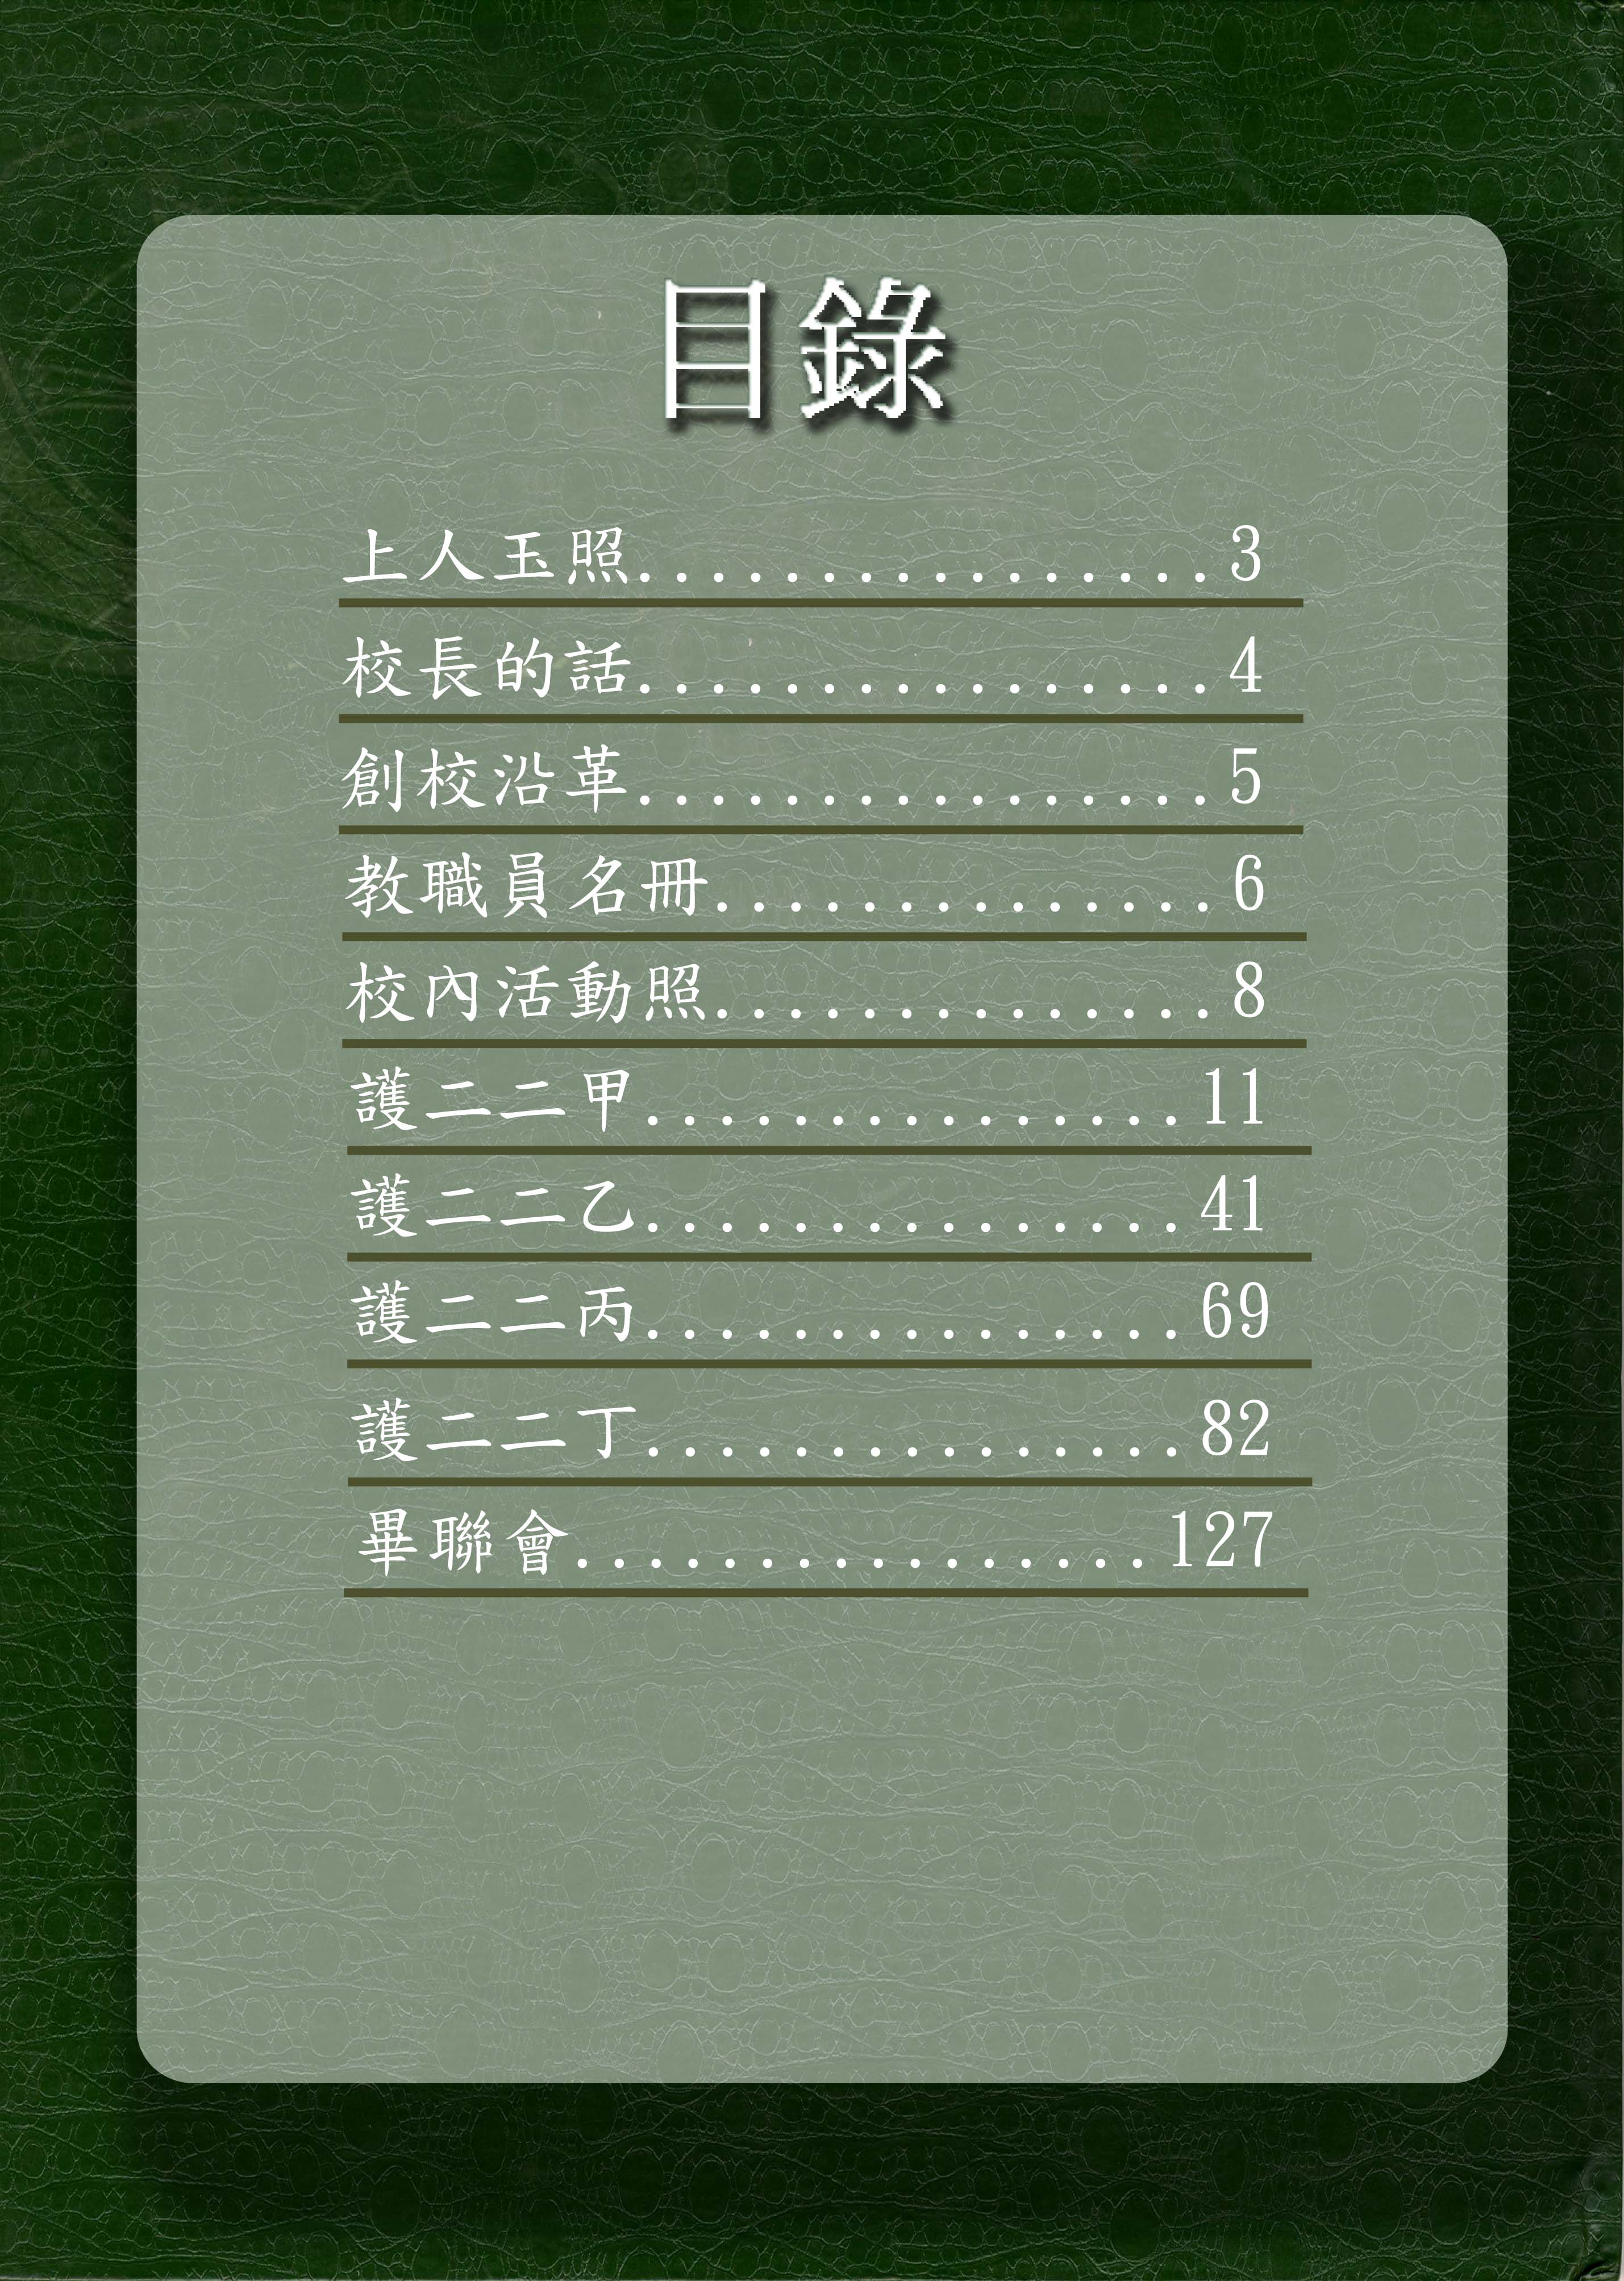 目錄
上人玉照................3
校長的話................4
創校沿革................5
教職員名冊..............6
校內活動照..............8
護二二甲...............11
護二二乙...............41
護二二丙...............69
護二二丁...............82
畢聯會................127